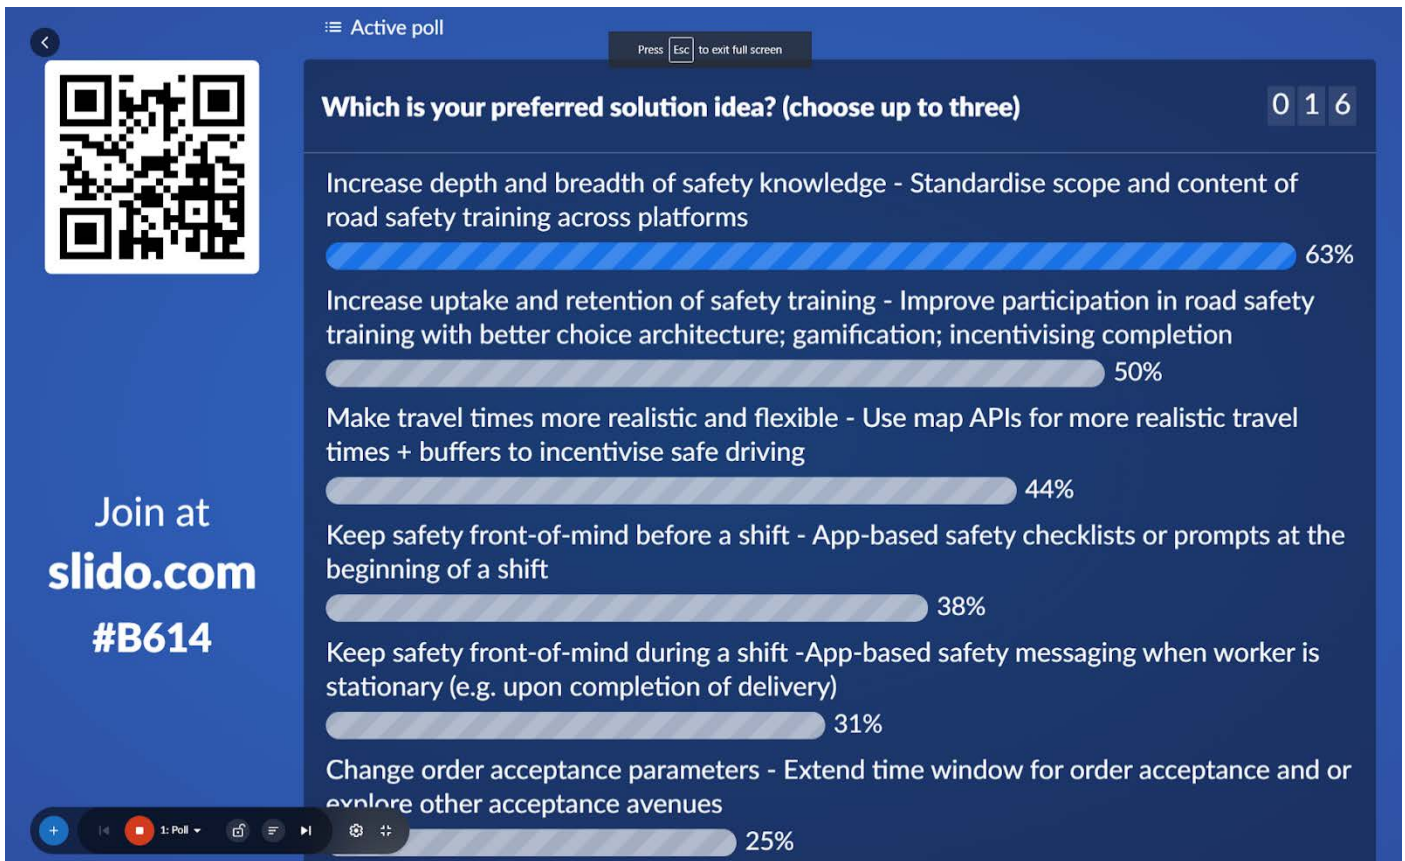 Active poll
Press Esc to exit full screen
Which is your preferred solution idea? (choose up to three)
0 1 6
Increase depth and breadth of safety knowledge - Standardise scope and content of
road safety training across platforms
63%
Increase uptake and retention of safety training - Improve participation in road safety
training with better choice architecture; gamification; incentivising completion
50%
Make travel times more realistic and flexible - Use map APIs for more realistic travel
times + buffers to incentivise safe driving
44%
Keep safety front-of-mind before a shift - App-based safety checklists or prompts at the
beginning of a shift
38%
Keep safety front-of-mind during a shift -App-based safety messaging when worker is
stationary (e.g. upon completion of delivery)
31%
Change order acceptance parameters - Extend time window for order acceptance and or
explore other acceptance avenues
25%
Join at
slido.com
#B614
1: Poll